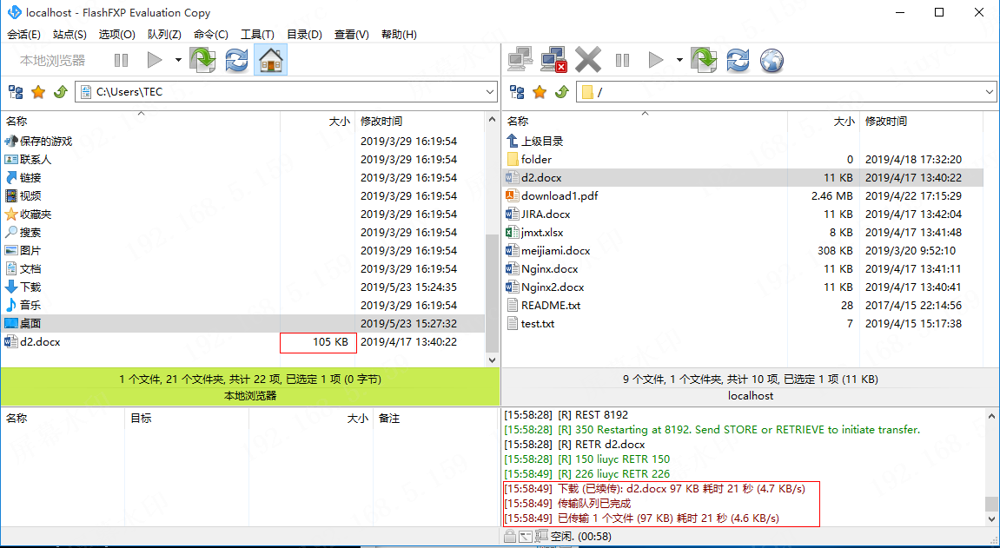 localhost - FlashFXP Evaluation Copy
会话(E) 站点(S) 选项(O) 队列(Z) 命令(C) 工具(T) 目录(D) 查看(V) 帮助(H)
本地浏览器
C:\Users\TEC
名称 大小 修改时间
保存的游戏 2019/3/29 16:19:54
联系人 2019/3/29 16:19:54
链接 2019/3/29 16:19:54
视频 2019/3/29 16:19:54
收藏夹 2019/3/29 16:19:54
搜索 2019/3/29 16:19:54
图片 2019/3/29 16:19:54
文档 2019/3/29 16:19:54
下载 2019/5/23 15:24:35
音乐 2019/3/29 16:19:54
桌面 2019/5/23 15:27:32
d2.docx 105 KB 2019/4/17 13:40:22
1 个文件, 21 个文件夹, 共计 22 项, 已选定 1 项 (0 字节)
本地浏览器
名称 目标 大小 备注
/
名称 大小 修改时间
上级目录
folder 0 2019/4/18 17:32:20
d2.docx 11 KB 2019/4/17 13:40:22
download1.pdf 2.46 MB 2019/4/22 17:15:29
JIRA.docx 11 KB 2019/4/17 13:42:04
jmxt.xlsx 8 KB 2019/4/17 13:41:48
meijiami.docx 308 KB 2019/3/20 9:52:10
Nginx.docx 11 KB 2019/4/17 13:41:11
Nginx2.docx 11 KB 2019/4/17 13:40:41
README.txt 28 2017/4/15 22:14:56
test.txt 7 2019/4/15 15:17:38
9 个文件, 1 个文件夹, 共计 10 项, 已选定 1 项 (11 KB)
localhost
[15:58:28] [R] REST 8192
[15:58:28] [R] 350 Restarting at 8192. Send STORE or RETRIEVE to initiate transfer.
[15:58:28] [R] RETR d2.docx
[15:58:28] [R] 150 liuyc RETR 150
[15:58:49] [R] 226 liuyc RETR 226
[15:58:49] 下载 (已续传): d2.docx 97 KB 耗时 21 秒 (4.7 KB/s)
[15:58:49] 传输队列已完成
[15:58:49] 已传输 1 个文件 (97 KB) 耗时 21 秒 (4.6 KB/s)
空闲. (00:58)